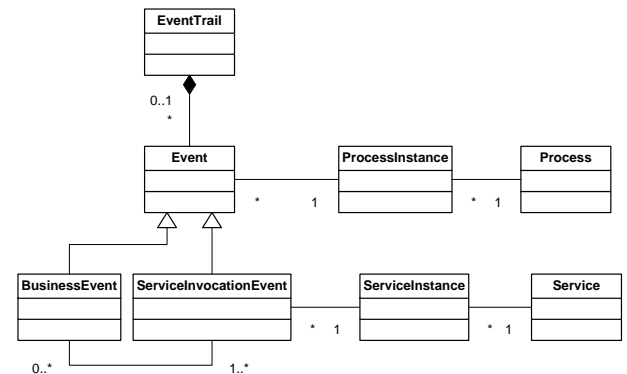 EventTrail
0..1
*
Event
ProcessInstance
Process
*
1
*
1
BusinessEvent
ServiceInvocationEvent
ServiceInstance
Service
*
1
*
1
0..*
1..*